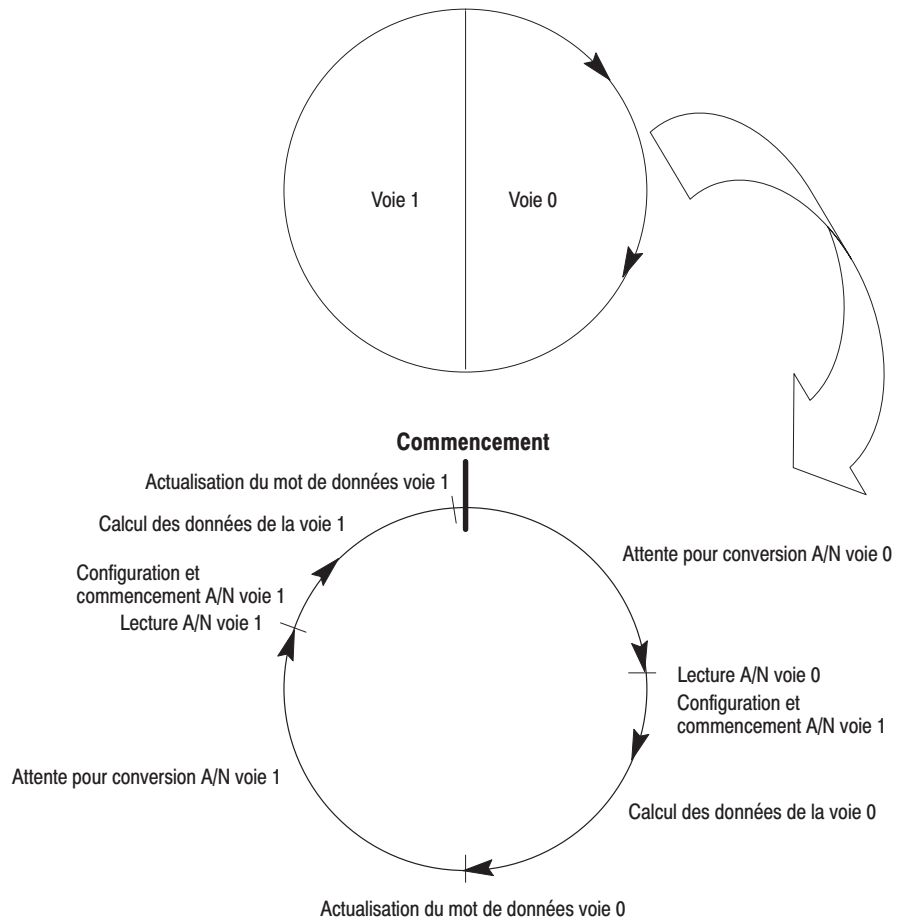 Voie 1
Voie 0
Commencement
Actualisation du mot de données voie 1
Calcul des données de la voie 1
Attente pour conversion A/N voie 0
Configuration et
commencement A/N voie 1
Lecture A/N voie 1
Lecture A/N voie 0
Configuration et
commencement A/N voie 1
Attente pour conversion A/N voie 1
Calcul des données de la voie 0
Actualisation du mot de données voie 0